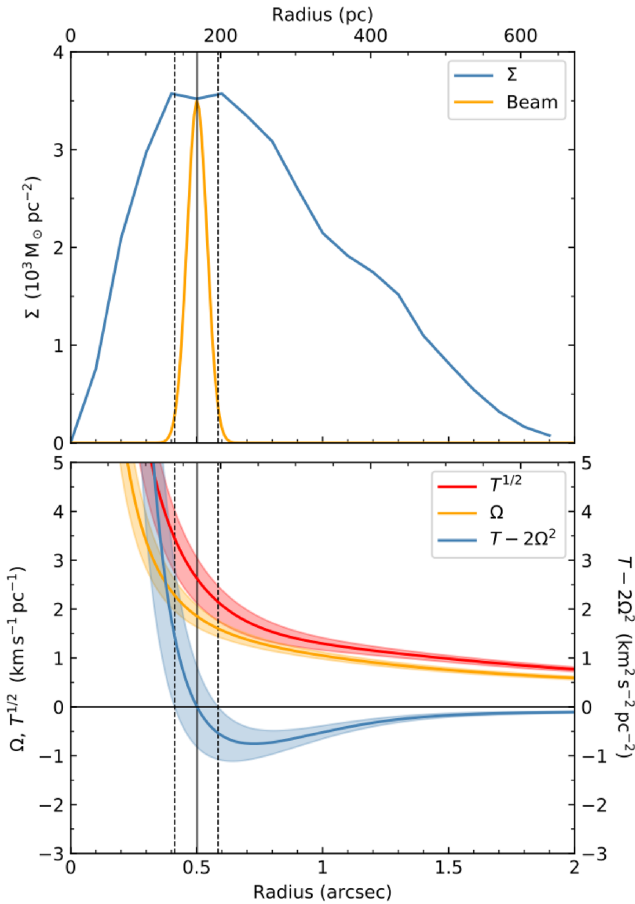 Radius (pc)
0 200 400 600
4
3
2
1
0
Σ (10³ M⊙ pc⁻²)
Σ
Beam
5
4
3
2
1
0
−1
−2
−3
Ω, T^{1/2} (km s⁻¹ pc⁻¹)
T^{1/2}
Ω
T − 2Ω²
5
4
3
2
1
0
−1
−2
−3
T − 2Ω² (km² s⁻² pc⁻²)
0 0.5 1 1.5 2
Radius (arcsec)